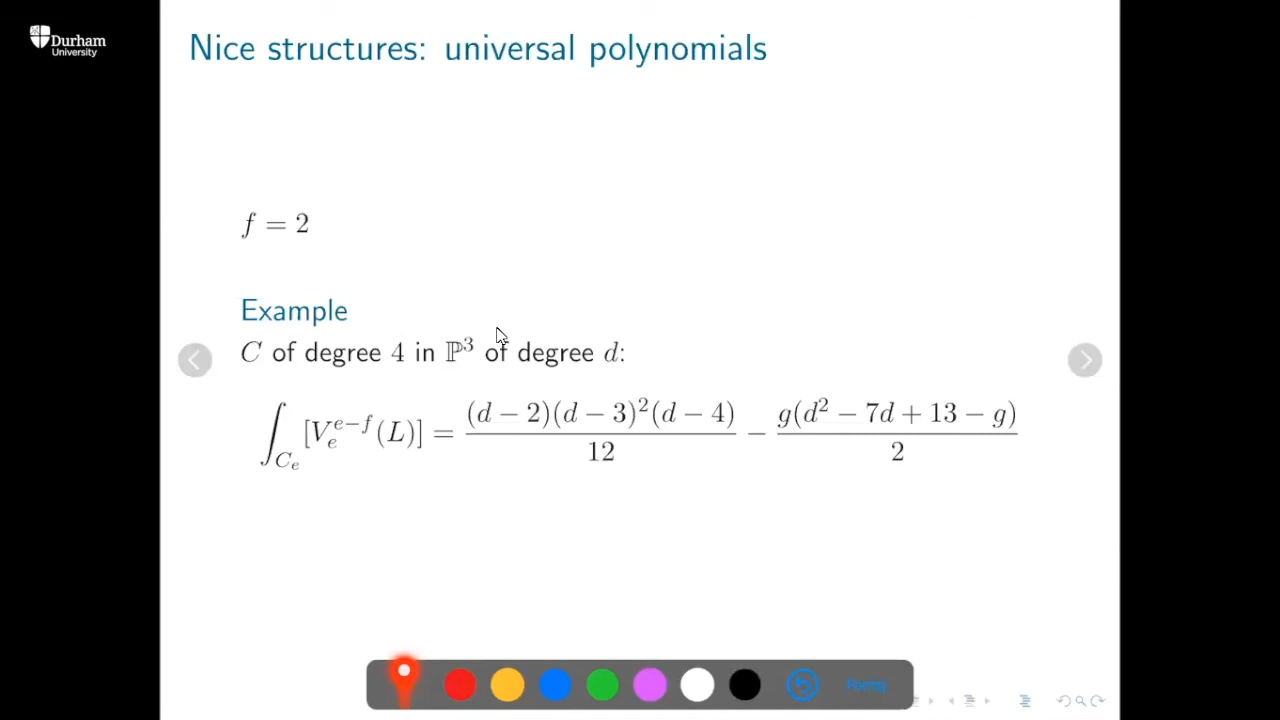 Durham
University
Nice structures: universal polynomials
f = 2
Example
C of degree 4 in ℙ³ of degree d:
∫_{C_e} [V_e^{e−f}(L)] = (d − 2)(d − 3)²(d − 4)/12 − g(d² − 7d + 13 − g)/2